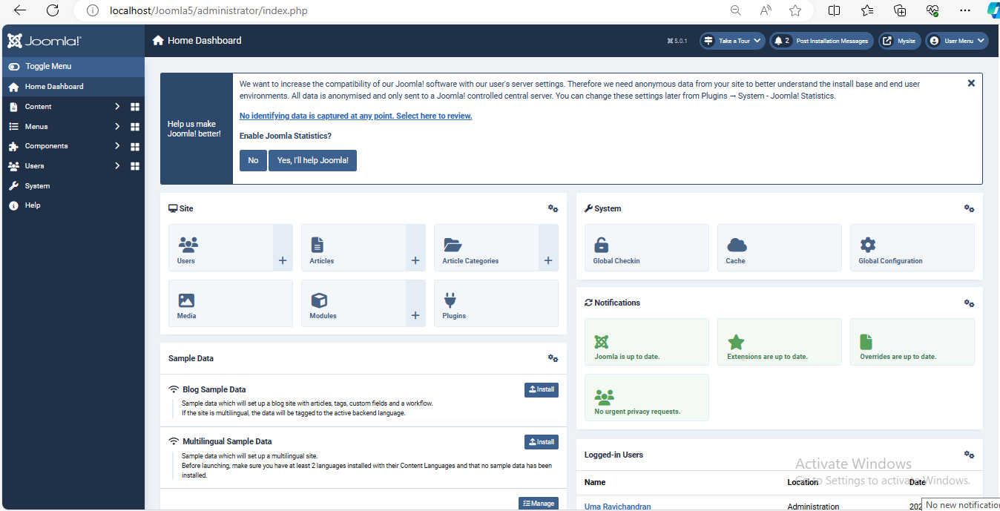 localhost/Joomla5/administrator/index.php
Joomla!
Home Dashboard
5.0.1
Take a Tour
2
Post Installation Messages
Mysite
User Menu
Toggle Menu
Home Dashboard
Content
Menus
Components
Users
System
Help
Help us make
Joomla! better!
We want to increase the compatibility of our Joomla! software with our user's server settings. Therefore we need anonymous data from your site to better understand the install base and end user
environments. All data is anonymised and only sent to a Joomla! controlled central server. You can change these settings later from Plugins → System - Joomla! Statistics.
No identifying data is captured at any point. Select here to review.
Enable Joomla Statistics?
No
Yes, I'll help Joomla!
Site
Users
Articles
Article Categories
Media
Modules
Plugins
Sample Data
Blog Sample Data
Install
Sample data which will set up a blog site with articles, tags, custom fields and a workflow.
If the site is multilingual, the data will be tagged to the active backend language.
Multilingual Sample Data
Install
Sample data which will set up a multilingual site.
Before launching, make sure you have at least 2 languages installed with their Content Languages and that no sample data has been
installed.
Manage
System
Global Checkin
Cache
Global Configuration
Notifications
Joomla is up to date.
Extensions are up to date.
Overrides are up to date.
No urgent privacy requests.
Logged-in Users
Name
Location
Date
Uma Ravichandran
Administration
202
Activate Windows
Go to Settings to activate Windows.
No new notification